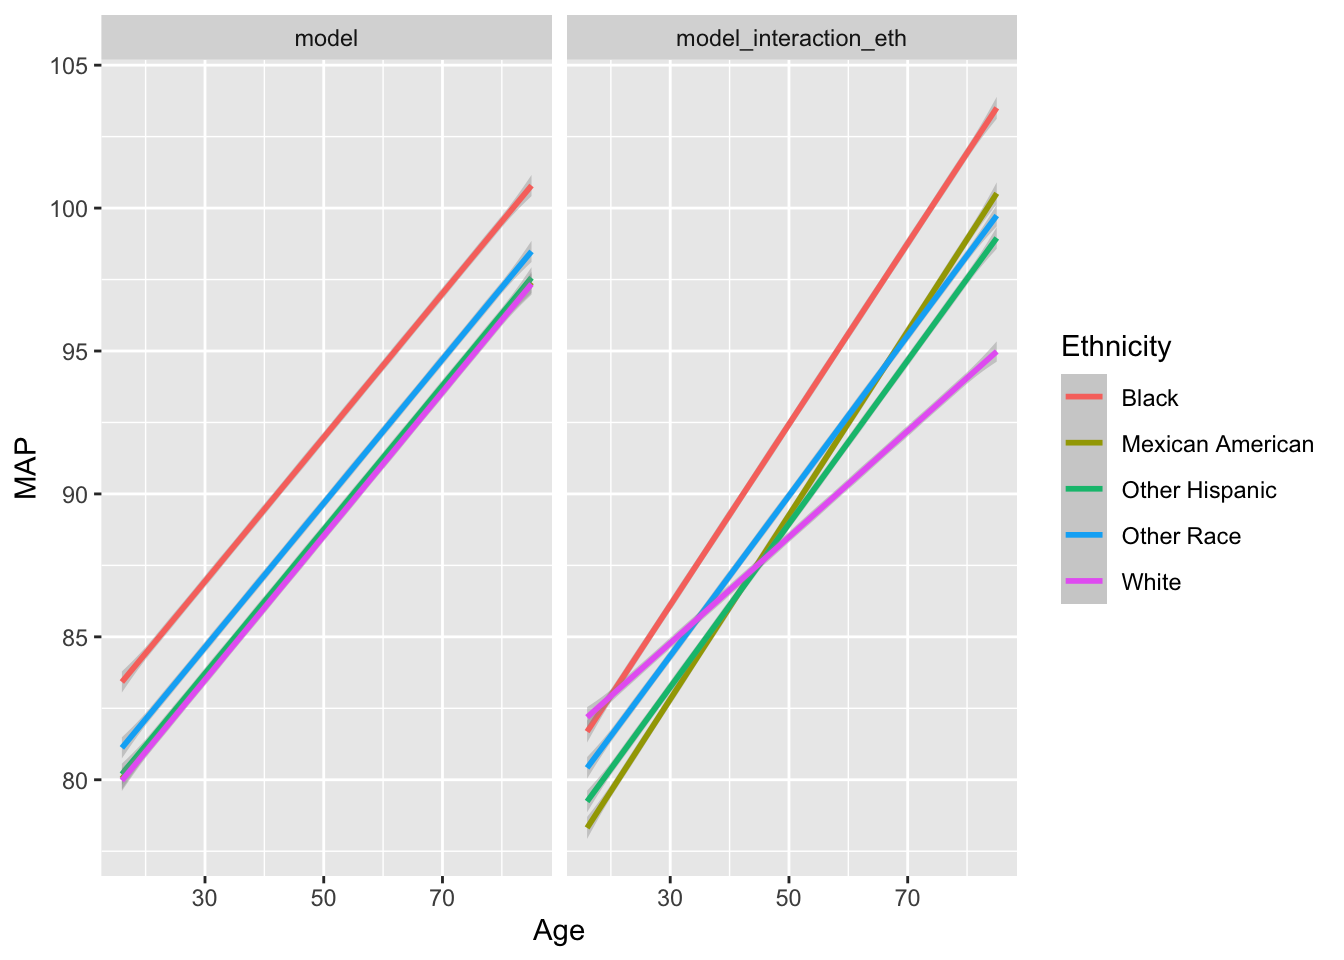 model
model_interaction_eth
105
100
95
90
85
80
MAP
30
50
70
30
50
70
Age
Ethnicity
Black
Mexican American
Other Hispanic
Other Race
White